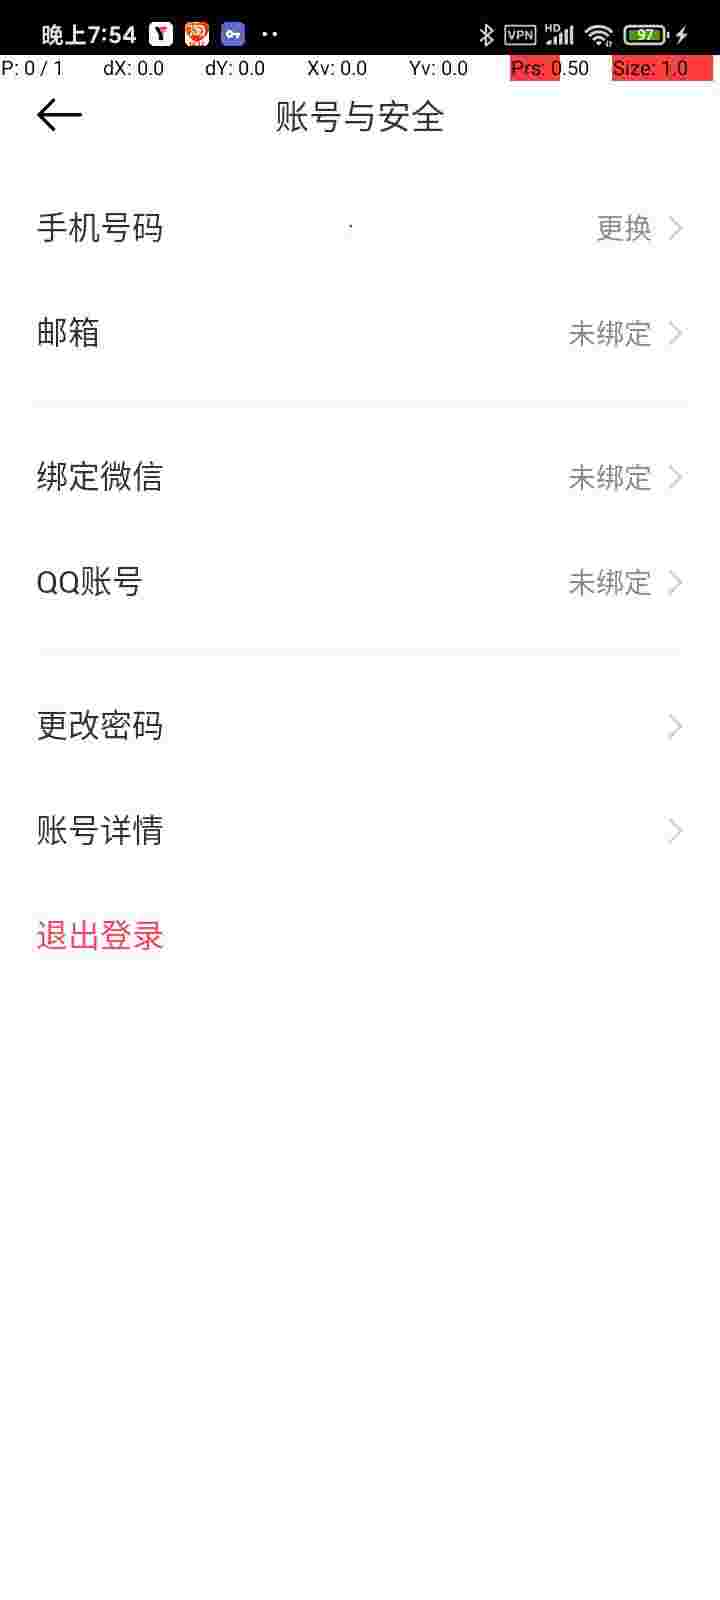 晚上7:54 VPN HD 97
P: 0 / 1 dX: 0.0 dY: 0.0 Xv: 0.0 Yv: 0.0 Prs: 0.50 Size: 1.0
账号与安全
手机号码 更换
邮箱 未绑定
绑定微信 未绑定
QQ账号 未绑定
更改密码
账号详情
退出登录